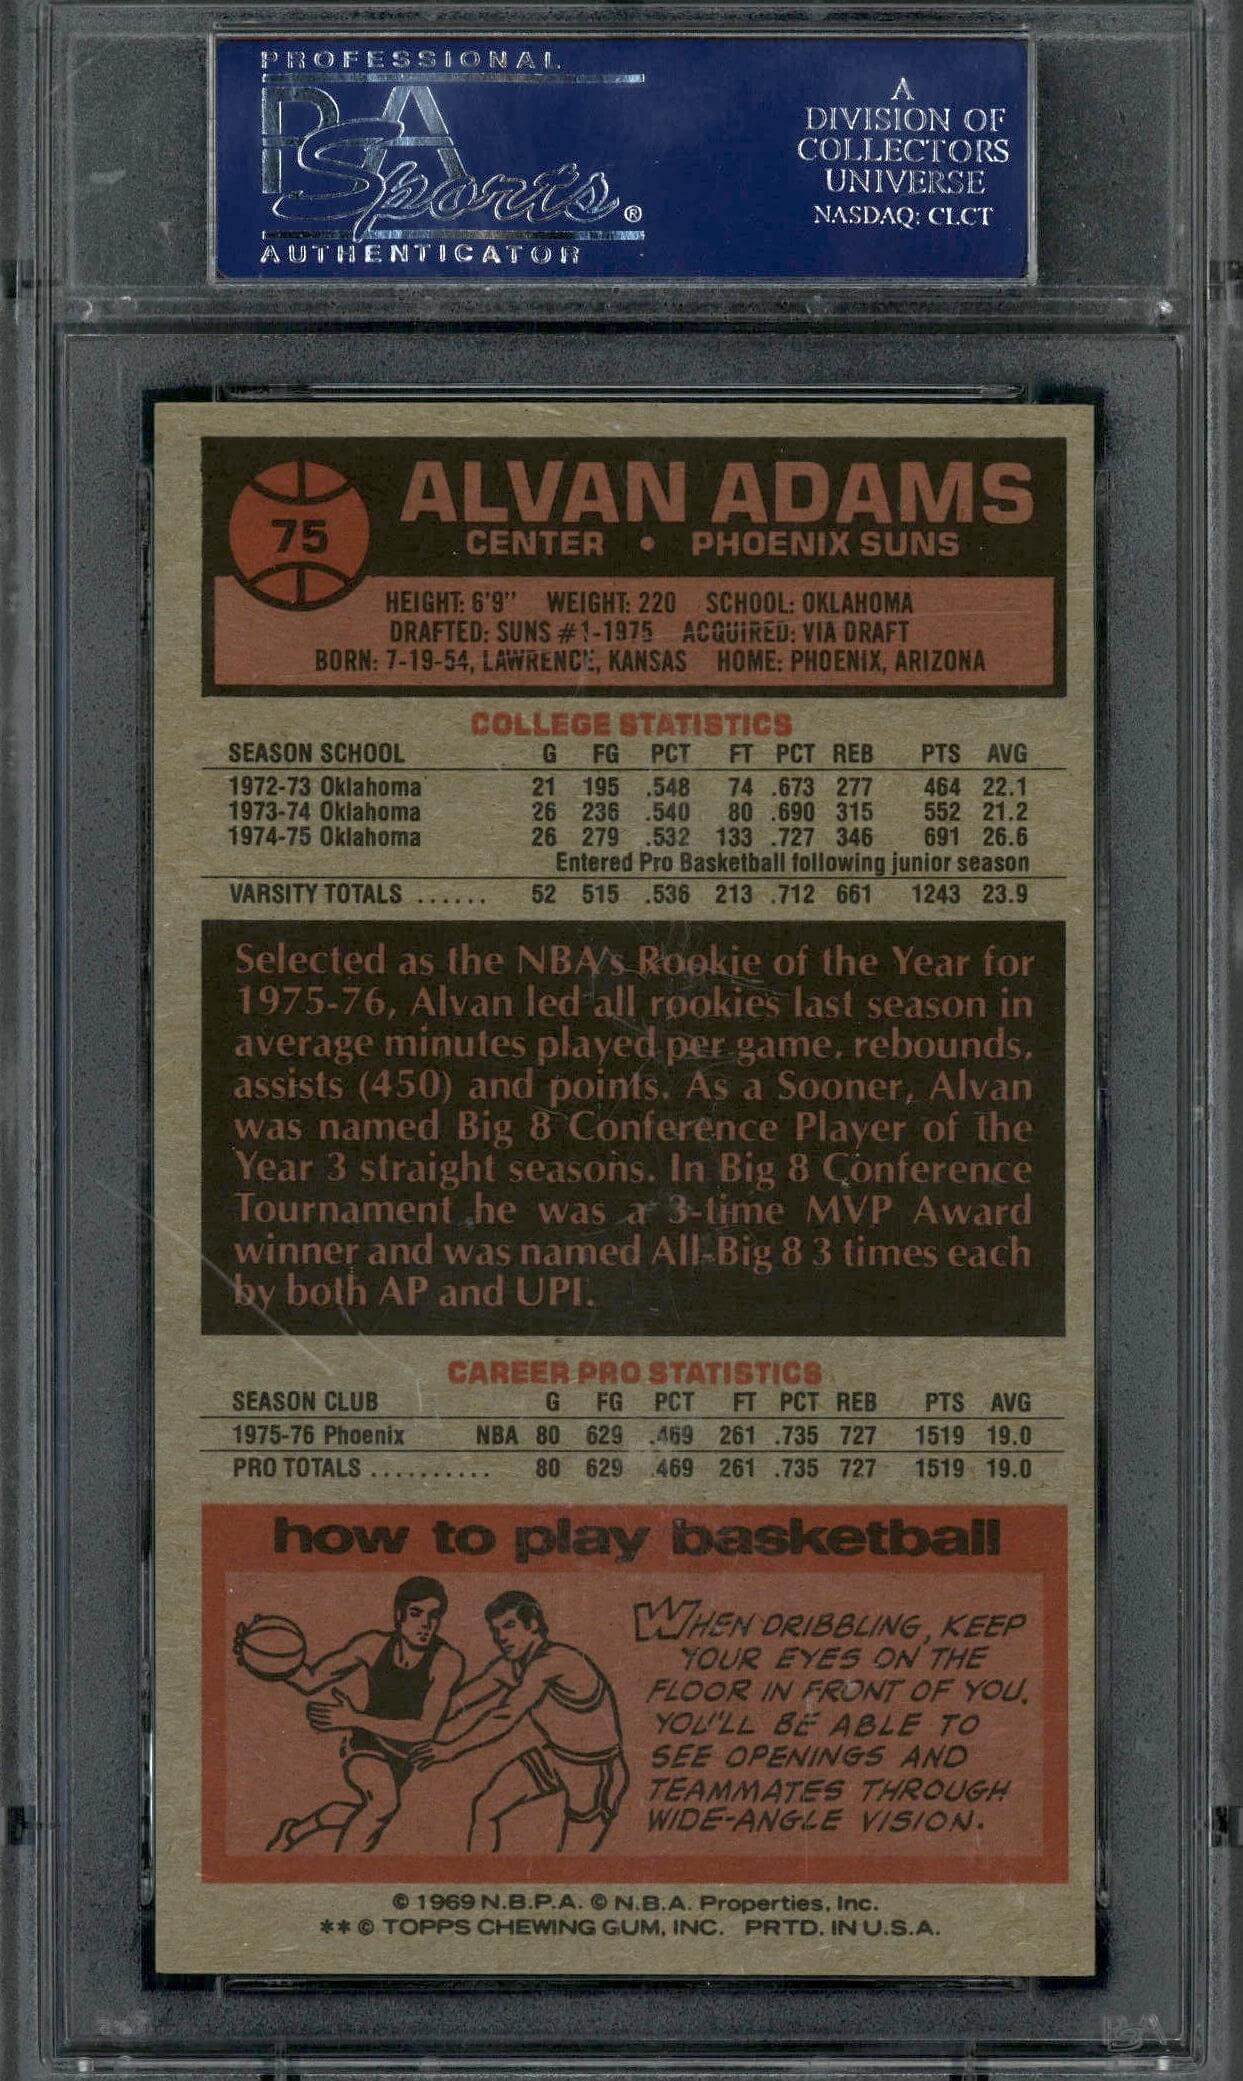 PROFESSIONAL
PSA
Sports®
AUTHENTICATOR
A
DIVISION OF
COLLECTORS
UNIVERSE
NASDAQ: CLCT
75
ALVAN ADAMS
CENTER • PHOENIX SUNS
HEIGHT: 6'9" WEIGHT: 220 SCHOOL: OKLAHOMA
DRAFTED: SUNS #1-1975 ACQUIRED: VIA DRAFT
BORN: 7-19-54, LAWRENCE, KANSAS HOME: PHOENIX, ARIZONA
COLLEGE STATISTICS
SEASON SCHOOL G FG PCT FT PCT REB PTS AVG
1972-73 Oklahoma 21 195 .548 74 .673 277 464 22.1
1973-74 Oklahoma 26 236 .540 80 .690 315 552 21.2
1974-75 Oklahoma 26 279 .532 133 .727 346 691 26.6
Entered Pro Basketball following junior season
VARSITY TOTALS ...... 52 515 .536 213 .712 661 1243 23.9
Selected as the NBA's Rookie of the Year for
1975-76, Alvan led all rookies last season in
average minutes played per game, rebounds,
assists (450) and points. As a Sooner, Alvan
was named Big 8 Conference Player of the
Year 3 straight seasons. In Big 8 Conference
Tournament he was a 3-time MVP Award
winner and was named All-Big 8 3 times each
by both AP and UPI.
CAREER PRO STATISTICS
SEASON CLUB G FG PCT FT PCT REB PTS AVG
1975-76 Phoenix NBA 80 629 .469 261 .735 727 1519 19.0
PRO TOTALS .......... 80 629 .469 261 .735 727 1519 19.0
how to play basketball
WHEN DRIBBLING, KEEP
YOUR EYES ON THE
FLOOR IN FRONT OF YOU.
YOU'LL BE ABLE TO
SEE OPENINGS AND
TEAMMATES THROUGH
WIDE-ANGLE VISION.
© 1969 N.B.P.A. © N.B.A. Properties, Inc.
** © TOPPS CHEWING GUM, INC. PRTD. IN U.S.A.
PSA